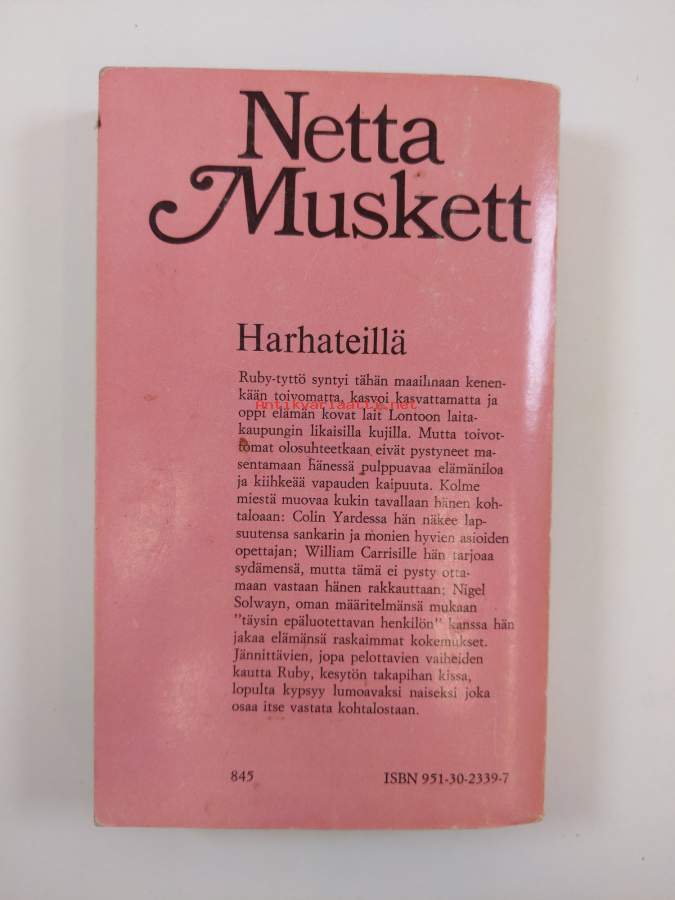 Netta
Muskett
Harhateillä
Ruby-tyttö syntyi tähän maailmaan kenen-
kään toivomatta, kasvoi kasvattamatta ja
Antikvariaatti.net
oppi elämän kovat lait Lontoon laita-
kaupungin likaisilla kujilla. Mutta toivot-
tomat olosuhteetkaan eivät pystyneet ma-
sentamaan hänessä pulppuavaa elämäniloa
ja kiihkeää vapauden kaipuuta. Kolme
miestä muovaa kukin tavallaan hänen koh-
taloaan: Colin Yardessa hän näkee lap-
suutensa sankarin ja monien hyvien asioiden
opettajan; William Carrisille hän tarjoaa
sydämensä, mutta tämä ei pysty otta-
maan vastaan hänen rakkauttaan; Nigel
Solwayn, oman määritelmänsä mukaan
"täysin epäluotettavan henkilön" kanssa hän
jakaa elämänsä raskaimmat kokemukset.
Jännittävien, jopa pelottavien vaiheiden
kautta Ruby, kesytön takapihan kissa,
lopulta kypsyy lumoavaksi naiseksi joka
osaa itse vastata kohtalostaan.
845 ISBN 951-30-2339-7